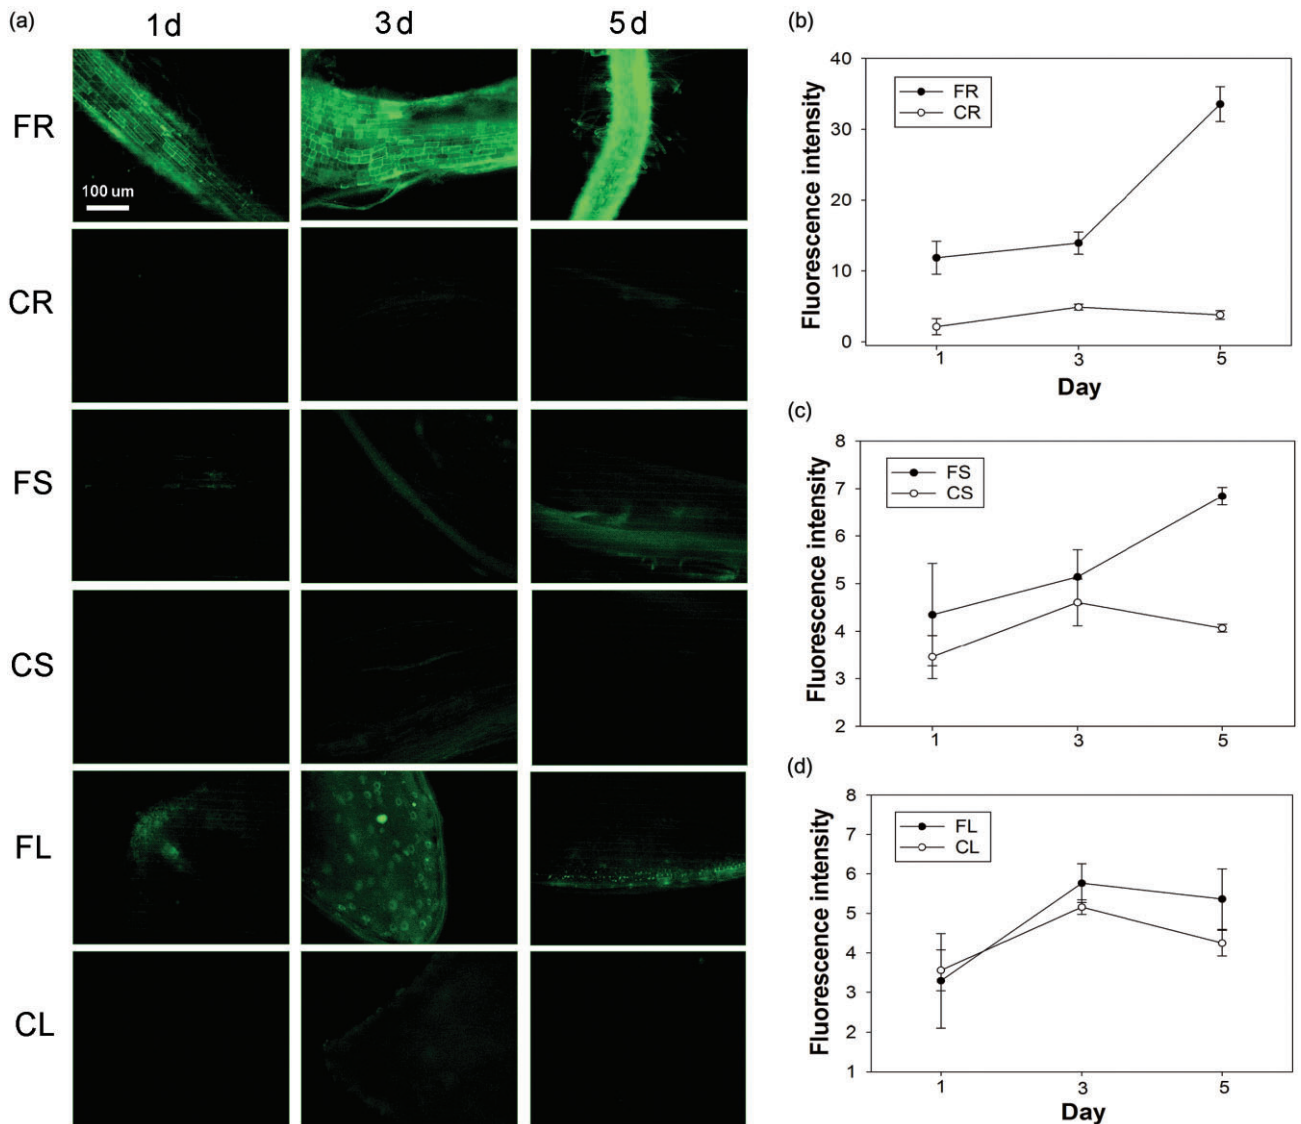 (a)
1d 3d 5d
FR
100 um
CR
FS
CS
FL
CL
(b)
40
30
20
10
0
Fluorescence intensity
FR
CR
1 3 5
Day
(c)
8
7
6
5
4
3
2
Fluorescence intensity
FS
CS
1 3 5
(d)
8
7
6
5
4
3
2
1
Fluorescence intensity
FL
CL
1 3 5
Day